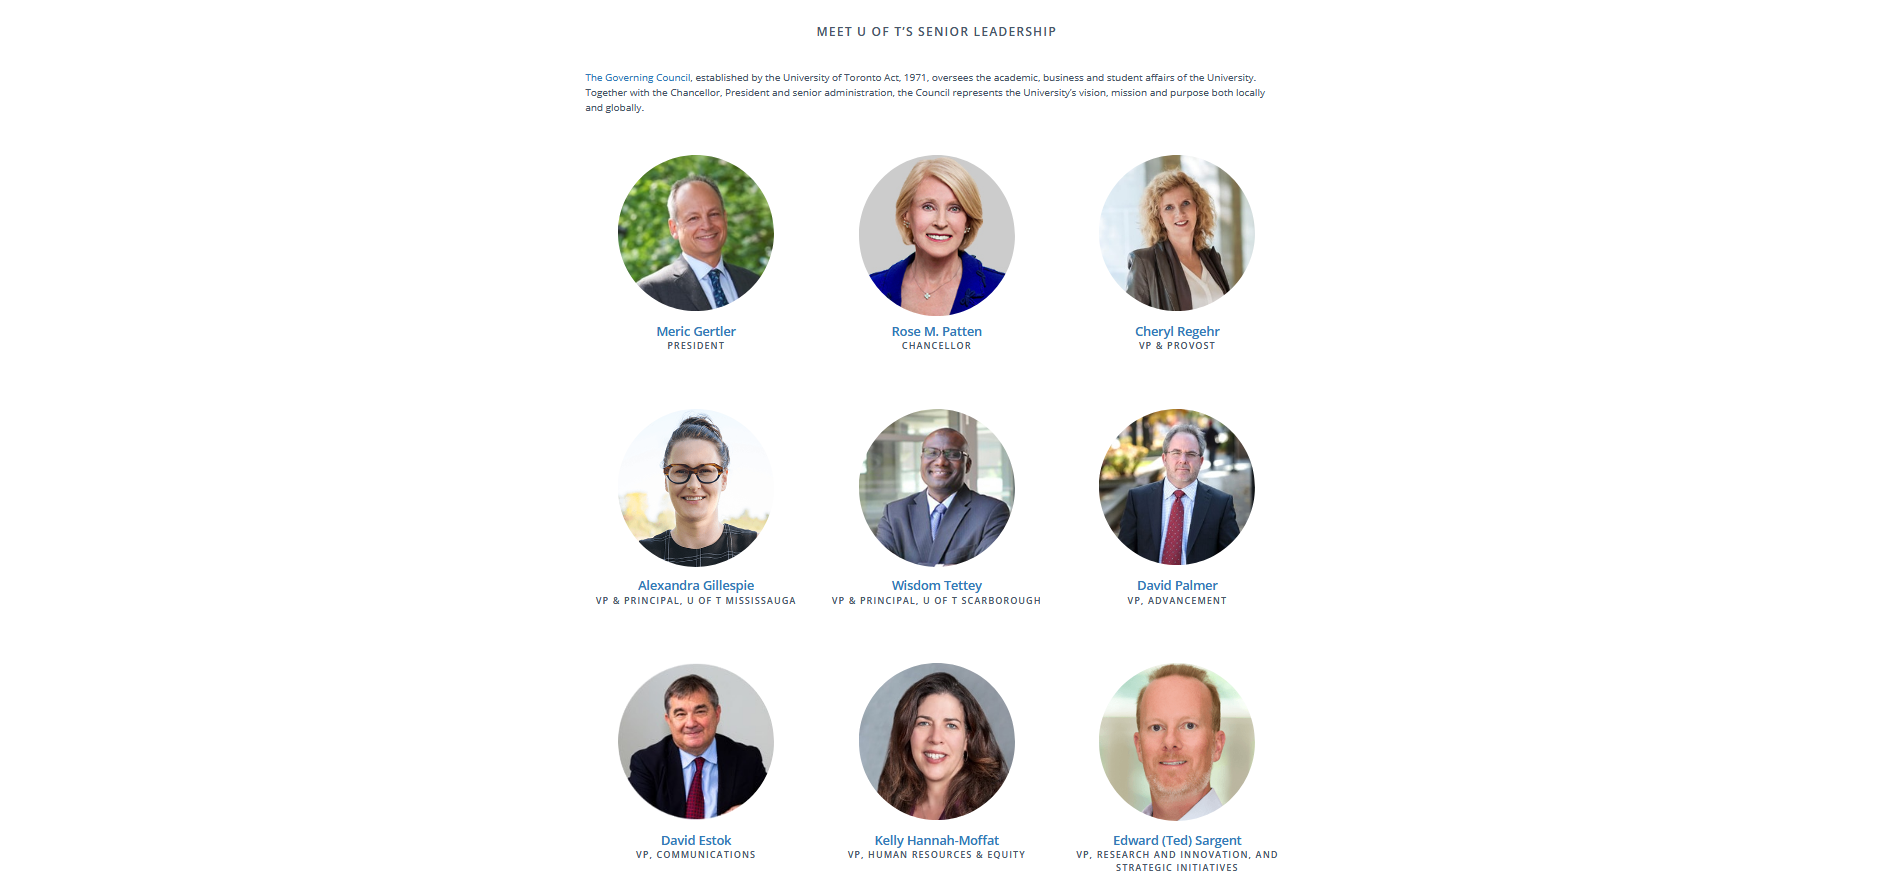 MEET U OF T'S SENIOR LEADERSHIP
The Governing Council, established by the University of Toronto Act, 1971, oversees the academic, business and student affairs of the University.
Together with the Chancellor, President and senior administration, the Council represents the University's vision, mission and purpose both locally
and globally.
Meric Gertler
PRESIDENT
Rose M. Patten
CHANCELLOR
Cheryl Regehr
VP & PROVOST
Alexandra Gillespie
VP & PRINCIPAL, U OF T MISSISSAUGA
Wisdom Tettey
VP & PRINCIPAL, U OF T SCARBOROUGH
David Palmer
VP, ADVANCEMENT
David Estok
VP, COMMUNICATIONS
Kelly Hannah-Moffat
VP, HUMAN RESOURCES & EQUITY
Edward (Ted) Sargent
VP, RESEARCH AND INNOVATION, AND
STRATEGIC INITIATIVES